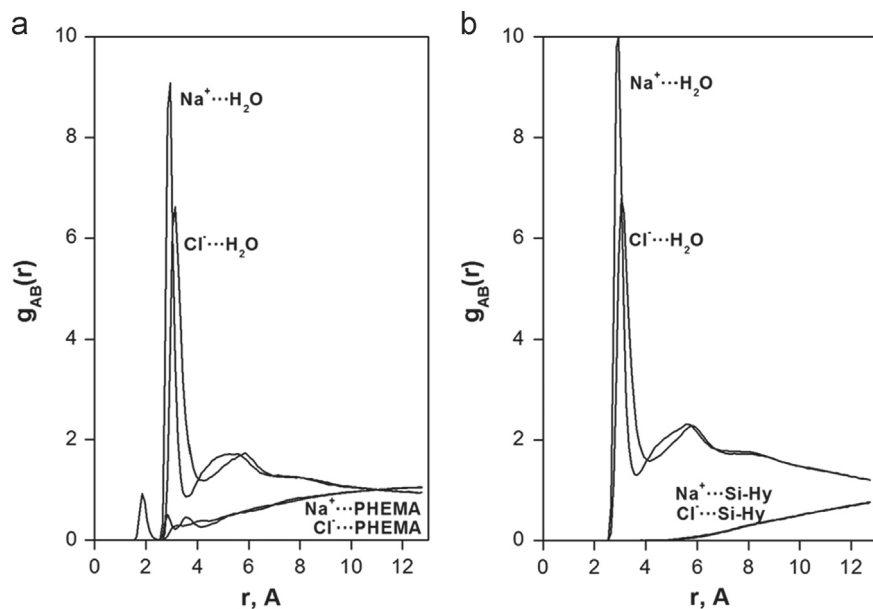 a
10
8
6
4
2
0
g_AB(r)
Na⁺···H₂O
Cl⁻···H₂O
Na⁺···PHEMA
Cl⁻···PHEMA
0 2 4 6 8 10 12
r, A
b
10
8
6
4
2
0
g_AB(r)
Na⁺···H₂O
Cl⁻···H₂O
Na⁺···Si-Hy
Cl⁻···Si-Hy
0 2 4 6 8 10 12
r, A